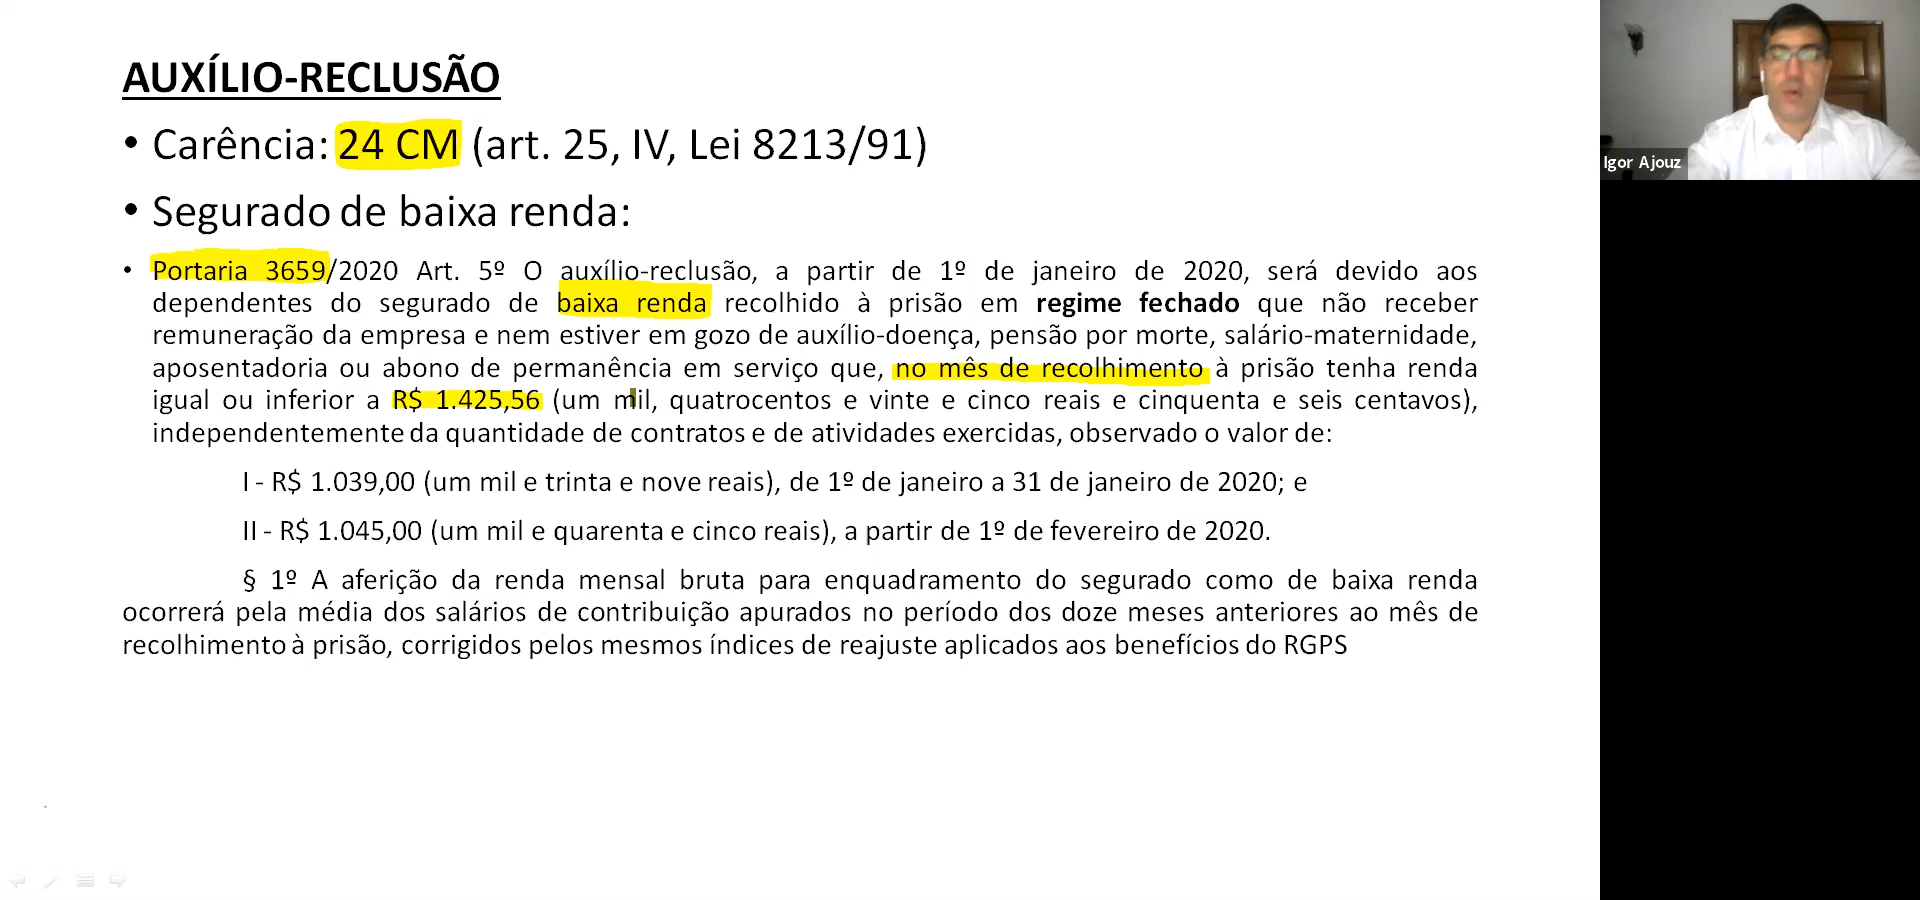 AUXÍLIO-RECLUSÃO
• Carência: 24 CM (art. 25, IV, Lei 8213/91)
• Segurado de baixa renda:
• Portaria 3659/2020 Art. 5º O auxílio-reclusão, a partir de 1º de janeiro de 2020, será devido aos
dependentes do segurado de baixa renda recolhido à prisão em regime fechado que não receber
remuneração da empresa e nem estiver em gozo de auxílio-doença, pensão por morte, salário-maternidade,
aposentadoria ou abono de permanência em serviço que, no mês de recolhimento à prisão tenha renda
igual ou inferior a R$ 1.425,56 (um mil, quatrocentos e vinte e cinco reais e cinquenta e seis centavos),
independentemente da quantidade de contratos e de atividades exercidas, observado o valor de:
I - R$ 1.039,00 (um mil e trinta e nove reais), de 1º de janeiro a 31 de janeiro de 2020; e
II - R$ 1.045,00 (um mil e quarenta e cinco reais), a partir de 1º de fevereiro de 2020.
§ 1º A aferição da renda mensal bruta para enquadramento do segurado como de baixa renda
ocorrerá pela média dos salários de contribuição apurados no período dos doze meses anteriores ao mês de
recolhimento à prisão, corrigidos pelos mesmos índices de reajuste aplicados aos benefícios do RGPS
Igor Ajouz